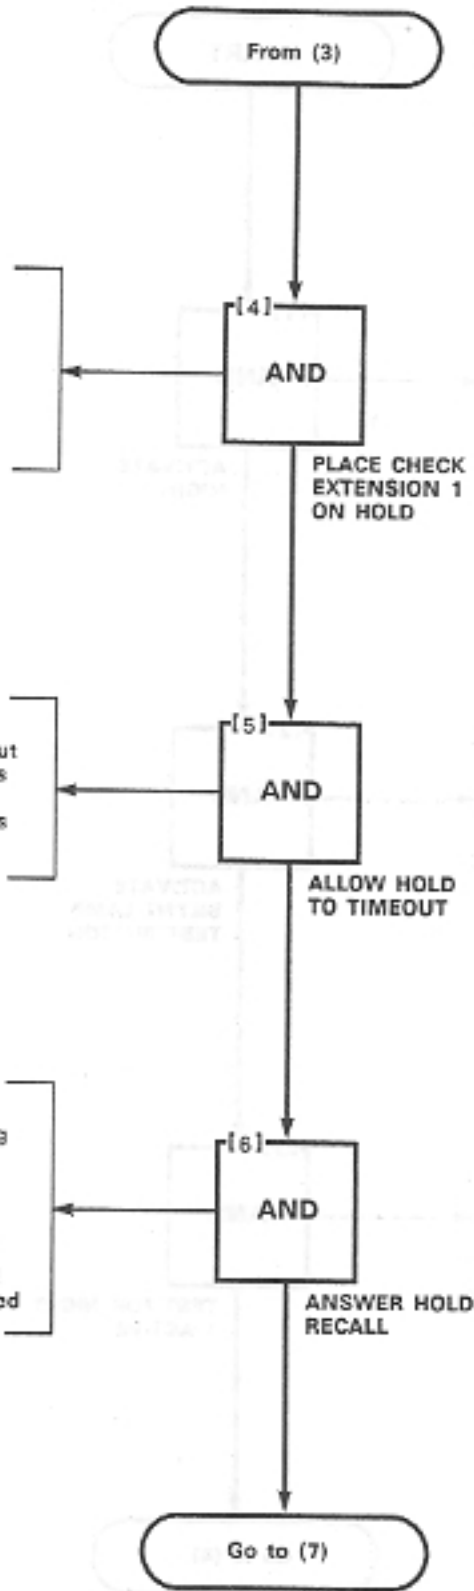 From (3)
[4]
AND
PLACE CHECK
EXTENSION 1
ON HOLD
[5]
AND
ALLOW HOLD
TO TIMEOUT
[6]
AND
ANSWER HOLD
RECALL
Go to (7)